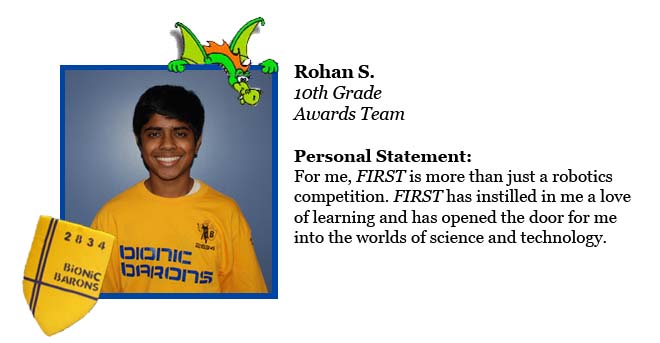 Rohan S.
10th Grade
Awards Team
Personal Statement:
For me, FIRST is more than just a robotics
competition. FIRST has instilled in me a love
of learning and has opened the door for me
into the worlds of science and technology.
2834
BIONIC
BARONS
2834
BiONiC
BARONS